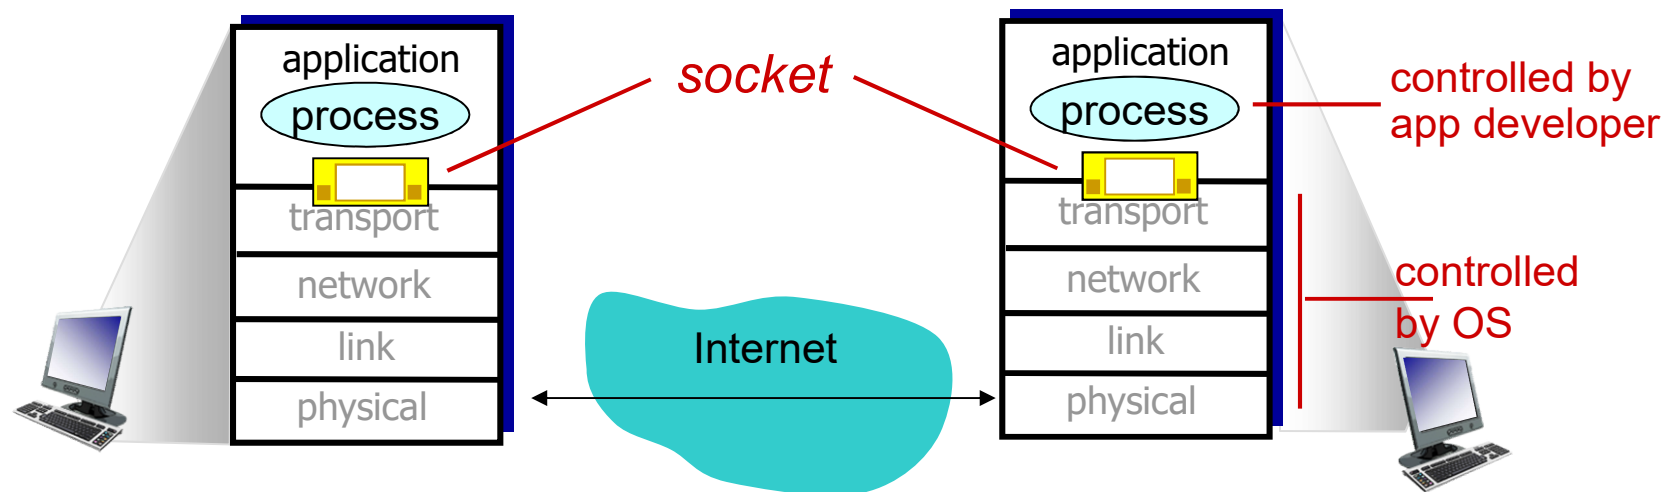 application
process
transport
network
link
physical
socket
Internet
application
process
transport
network
link
physical
controlled by
app developer
controlled
by OS